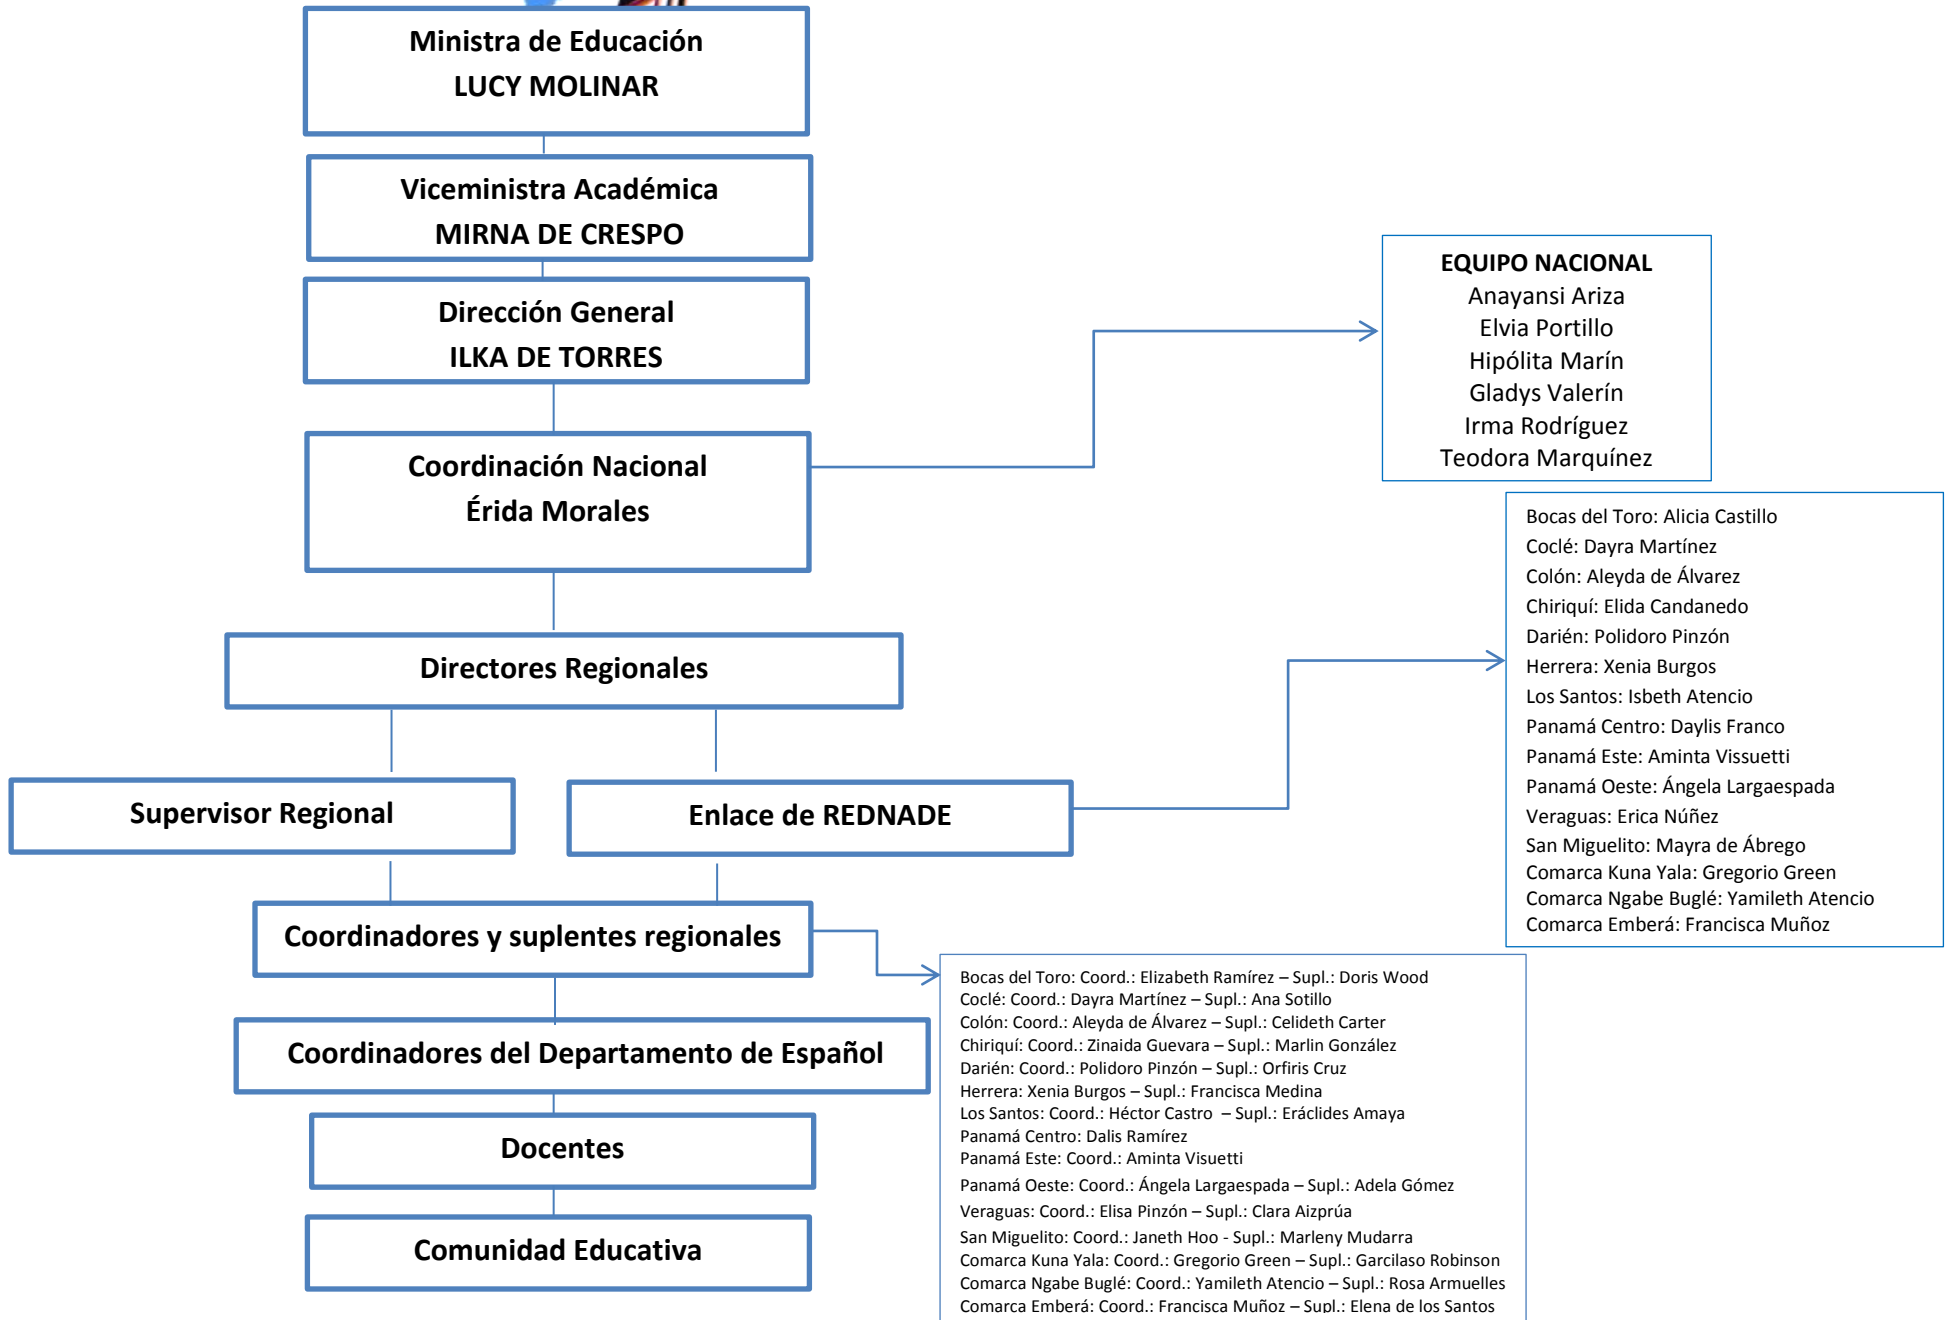 Ministra de Educación
LUCY MOLINAR
Viceministra Académica
MIRNA DE CRESPO
Dirección General
ILKA DE TORRES
EQUIPO NACIONAL
Anayansi Ariza
Elvia Portillo
Hipólita Marín
Gladys Valerín
Irma Rodríguez
Teodora Marquínez
Coordinación Nacional
Érida Morales
Directores Regionales
Supervisor Regional
Enlace de REDNADE
Bocas del Toro: Alicia Castillo
Coclé: Dayra Martínez
Colón: Aleyda de Álvarez
Chiriquí: Elida Candanedo
Darién: Polidoro Pinzón
Herrera: Xenia Burgos
Los Santos: Isbeth Atencio
Panamá Centro: Daylis Franco
Panamá Este: Aminta Vissuetti
Panamá Oeste: Ángela Largaespada
Veraguas: Erica Núñez
San Miguelito: Mayra de Ábrego
Comarca Kuna Yala: Gregorio Green
Comarca Ngabe Buglé: Yamileth Atencio
Comarca Emberá: Francisca Muñoz
Coordinadores y suplentes regionales
Bocas del Toro: Coord.: Elizabeth Ramírez – Supl.: Doris Wood
Coclé: Coord.: Dayra Martínez – Supl.: Ana Sotillo
Colón: Coord.: Aleyda de Álvarez – Supl.: Celideth Carter
Chiriquí: Coord.: Zinaida Guevara – Supl.: Marlin González
Darién: Coord.: Polidoro Pinzón – Supl.: Orfiris Cruz
Herrera: Xenia Burgos – Supl.: Francisca Medina
Los Santos: Coord.: Héctor Castro – Supl.: Eráclides Amaya
Panamá Centro: Dalis Ramírez
Panamá Este: Coord.: Aminta Visuetti
Panamá Oeste: Coord.: Ángela Largaespada – Supl.: Adela Gómez
Veraguas: Coord.: Elisa Pinzón – Supl.: Clara Aizprúa
San Miguelito: Coord.: Janeth Hoo - Supl.: Marleny Mudarra
Comarca Kuna Yala: Coord.: Gregorio Green – Supl.: Garcilaso Robinson
Comarca Ngabe Buglé: Coord.: Yamileth Atencio – Supl.: Rosa Armuelles
Comarca Emberá: Coord.: Francisca Muñoz – Supl.: Elena de los Santos
Coordinadores del Departamento de Español
Docentes
Comunidad Educativa